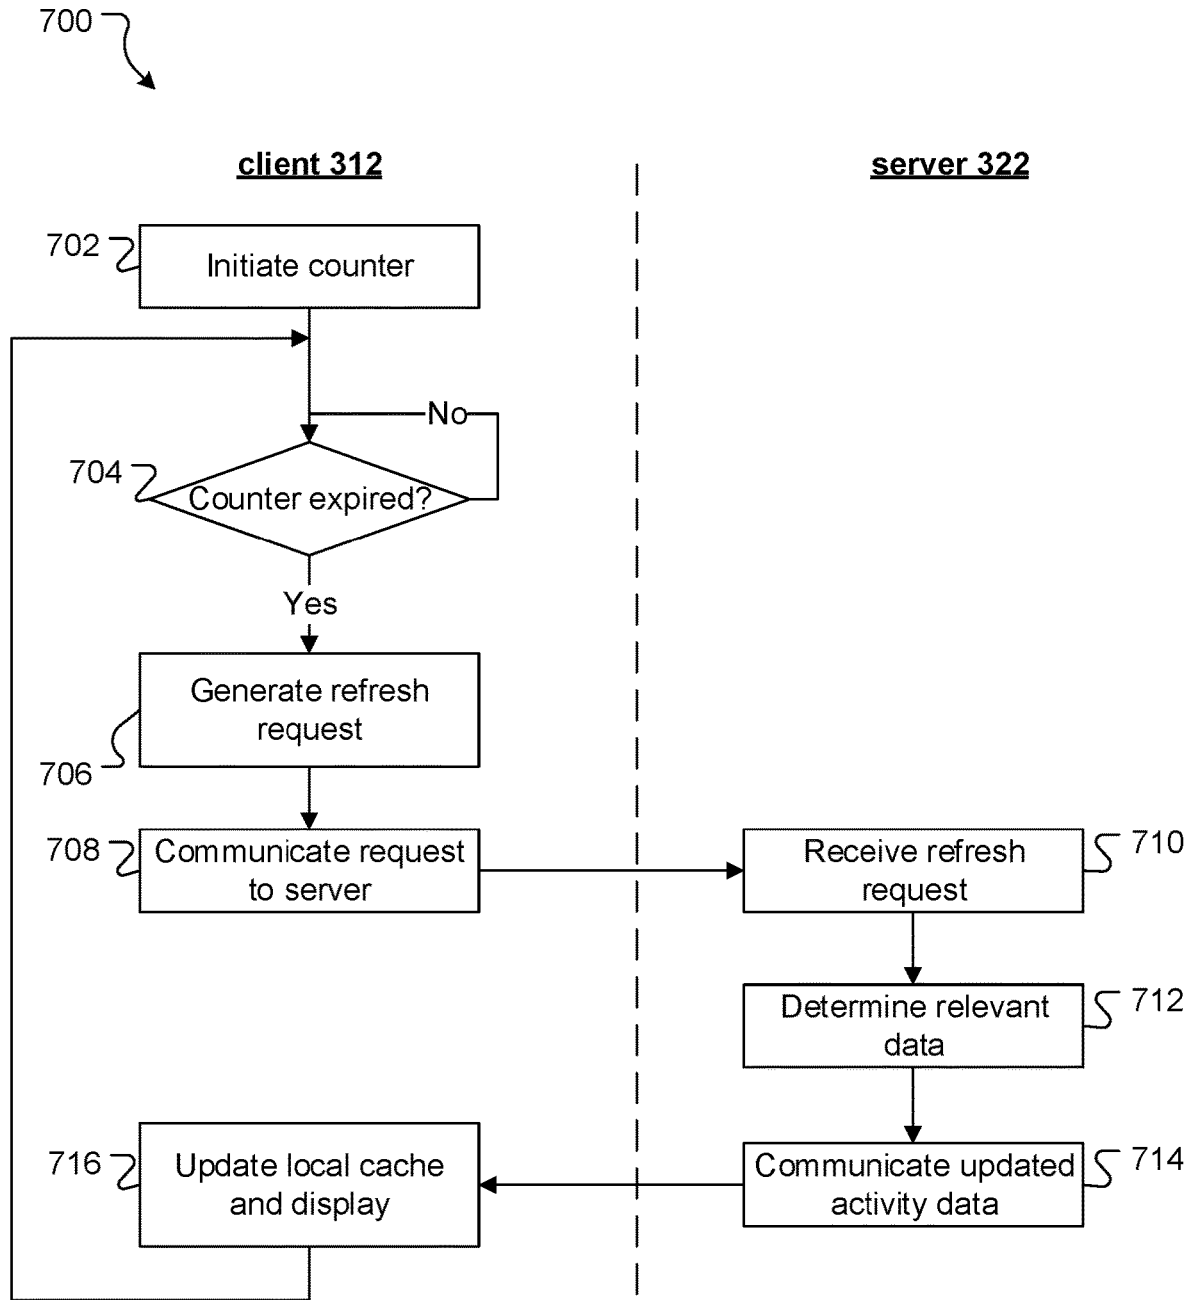 700
client 312
server 322
702
Initiate counter
No
704
Counter expired?
Yes
Generate refresh
request
706
708
Communicate request
to server
Receive refresh
request
710
Determine relevant
data
712
716
Update local cache
and display
Communicate updated
activity data
714